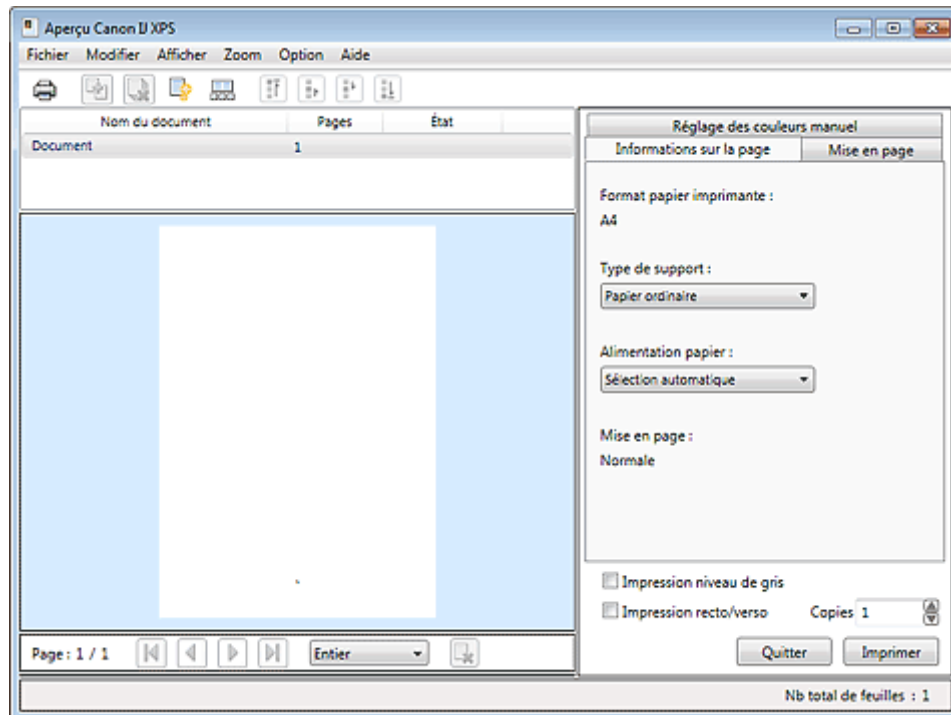 Aperçu Canon IJ XPS
Fichier Modifier Afficher Zoom Option Aide
Nom du document Pages État
Document 1
Réglage des couleurs manuel
Informations sur la page Mise en page
Format papier imprimante :
A4
Type de support :
Papier ordinaire
Alimentation papier :
Sélection automatique
Mise en page :
Normale
Impression niveau de gris
Impression recto/verso Copies 1
Page : 1 / 1 Entier
Quitter Imprimer
Nb total de feuilles : 1